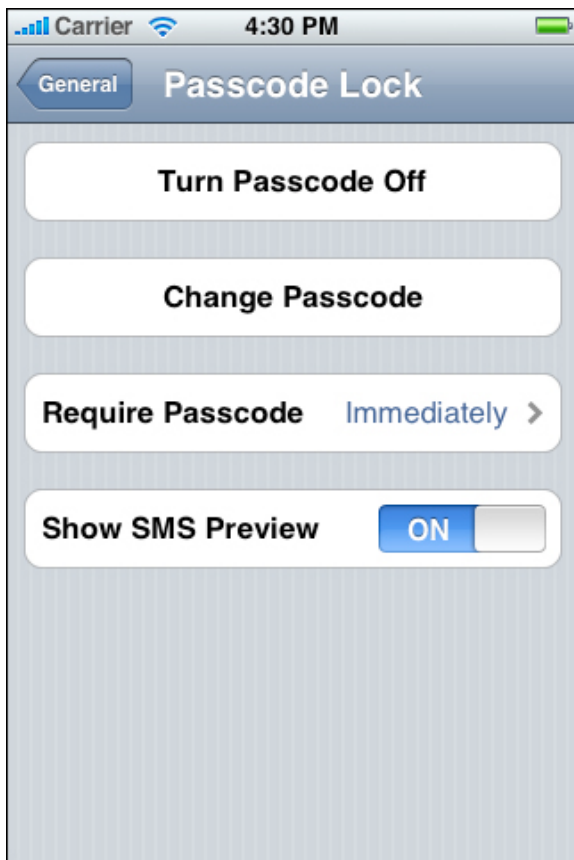 Carrier 4:30 PM
General Passcode Lock
Turn Passcode Off
Change Passcode
Require Passcode Immediately
Show SMS Preview ON